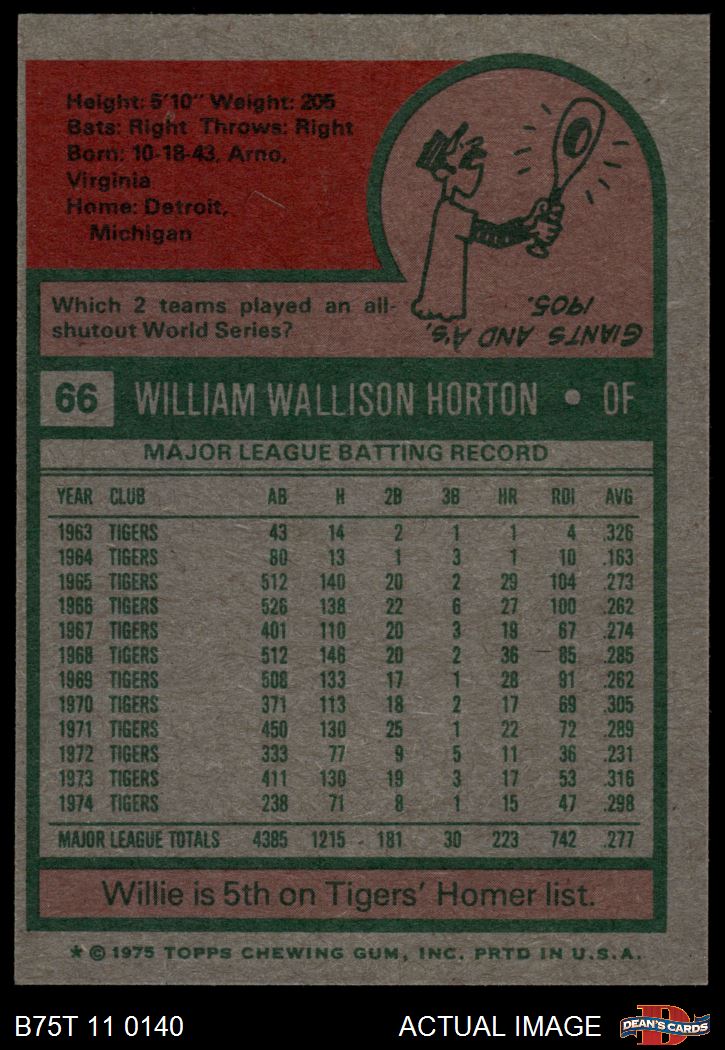 Height: 5'10" Weight: 205
Bats: Right Throws: Right
Born: 10-18-43, Arno,
Virginia
Home: Detroit,
Michigan
Which 2 teams played an all-
shutout World Series?
GIANTS AND A'S,
1905.
66 WILLIAM WALLISON HORTON • OF
MAJOR LEAGUE BATTING RECORD
YEAR CLUB AB H 2B 3B HR RBI AVG
1963 TIGERS 43 14 2 1 1 4 .326
1964 TIGERS 80 13 1 3 1 10 .163
1965 TIGERS 512 140 20 2 29 104 .273
1966 TIGERS 526 138 22 6 27 100 .262
1967 TIGERS 401 110 20 3 19 67 .274
1968 TIGERS 512 146 20 2 36 85 .285
1969 TIGERS 508 133 17 1 28 91 .262
1970 TIGERS 371 113 18 2 17 69 .305
1971 TIGERS 450 130 25 1 22 72 .289
1972 TIGERS 333 77 9 5 11 36 .231
1973 TIGERS 411 130 19 3 17 53 .316
1974 TIGERS 238 71 8 1 15 47 .298
MAJOR LEAGUE TOTALS 4385 1215 181 30 223 742 .277
Willie is 5th on Tigers' Homer list.
* © 1975 TOPPS CHEWING GUM, INC. PRTD IN U.S.A.
B75T 11 0140 ACTUAL IMAGE
D
DEAN'S CARDS